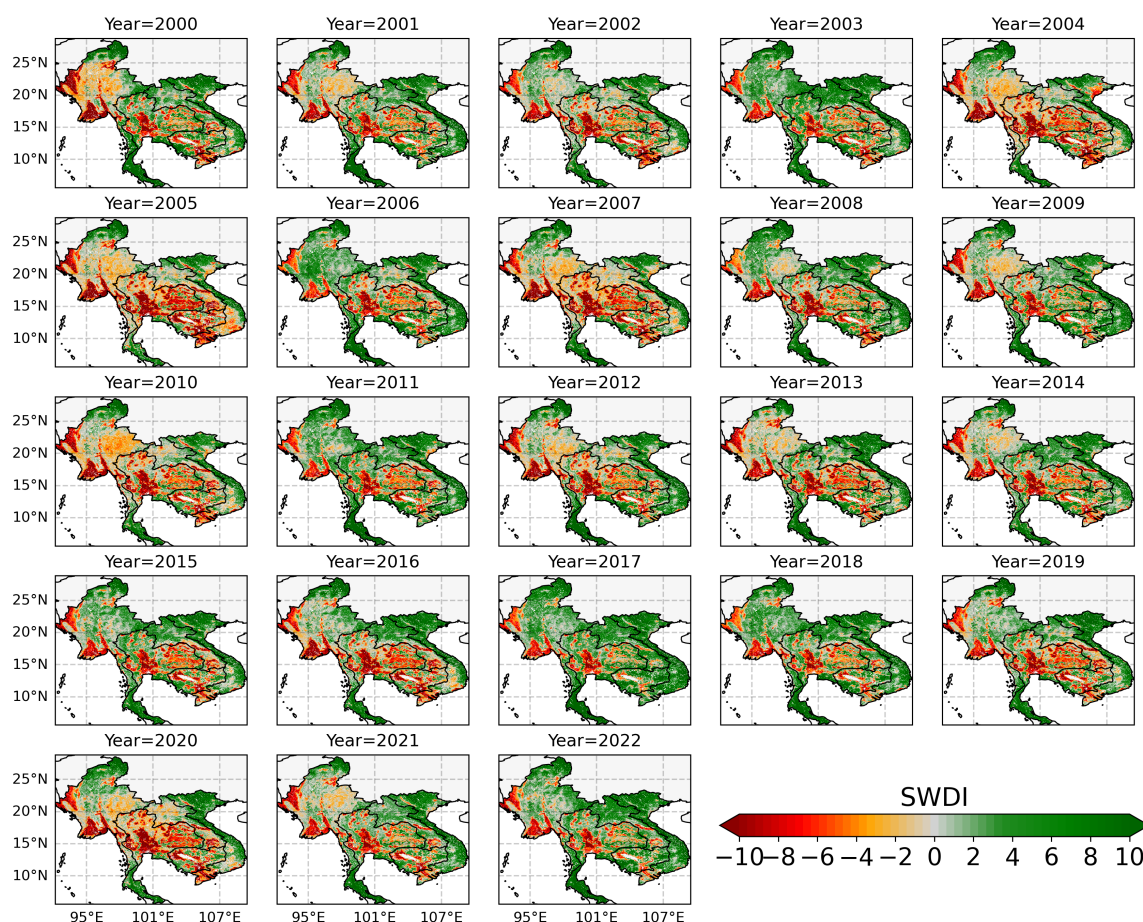 Year=2000 Year=2001 Year=2002 Year=2003 Year=2004
25°N
20°N
15°N
10°N
Year=2005 Year=2006 Year=2007 Year=2008 Year=2009
25°N
20°N
15°N
10°N
Year=2010 Year=2011 Year=2012 Year=2013 Year=2014
25°N
20°N
15°N
10°N
Year=2015 Year=2016 Year=2017 Year=2018 Year=2019
25°N
20°N
15°N
10°N
Year=2020 Year=2021 Year=2022
25°N
20°N
15°N
10°N
95°E 101°E 107°E 95°E 101°E 107°E 95°E 101°E 107°E
SWDI
−10 −8 −6 −4 −2 0 2 4 6 8 10